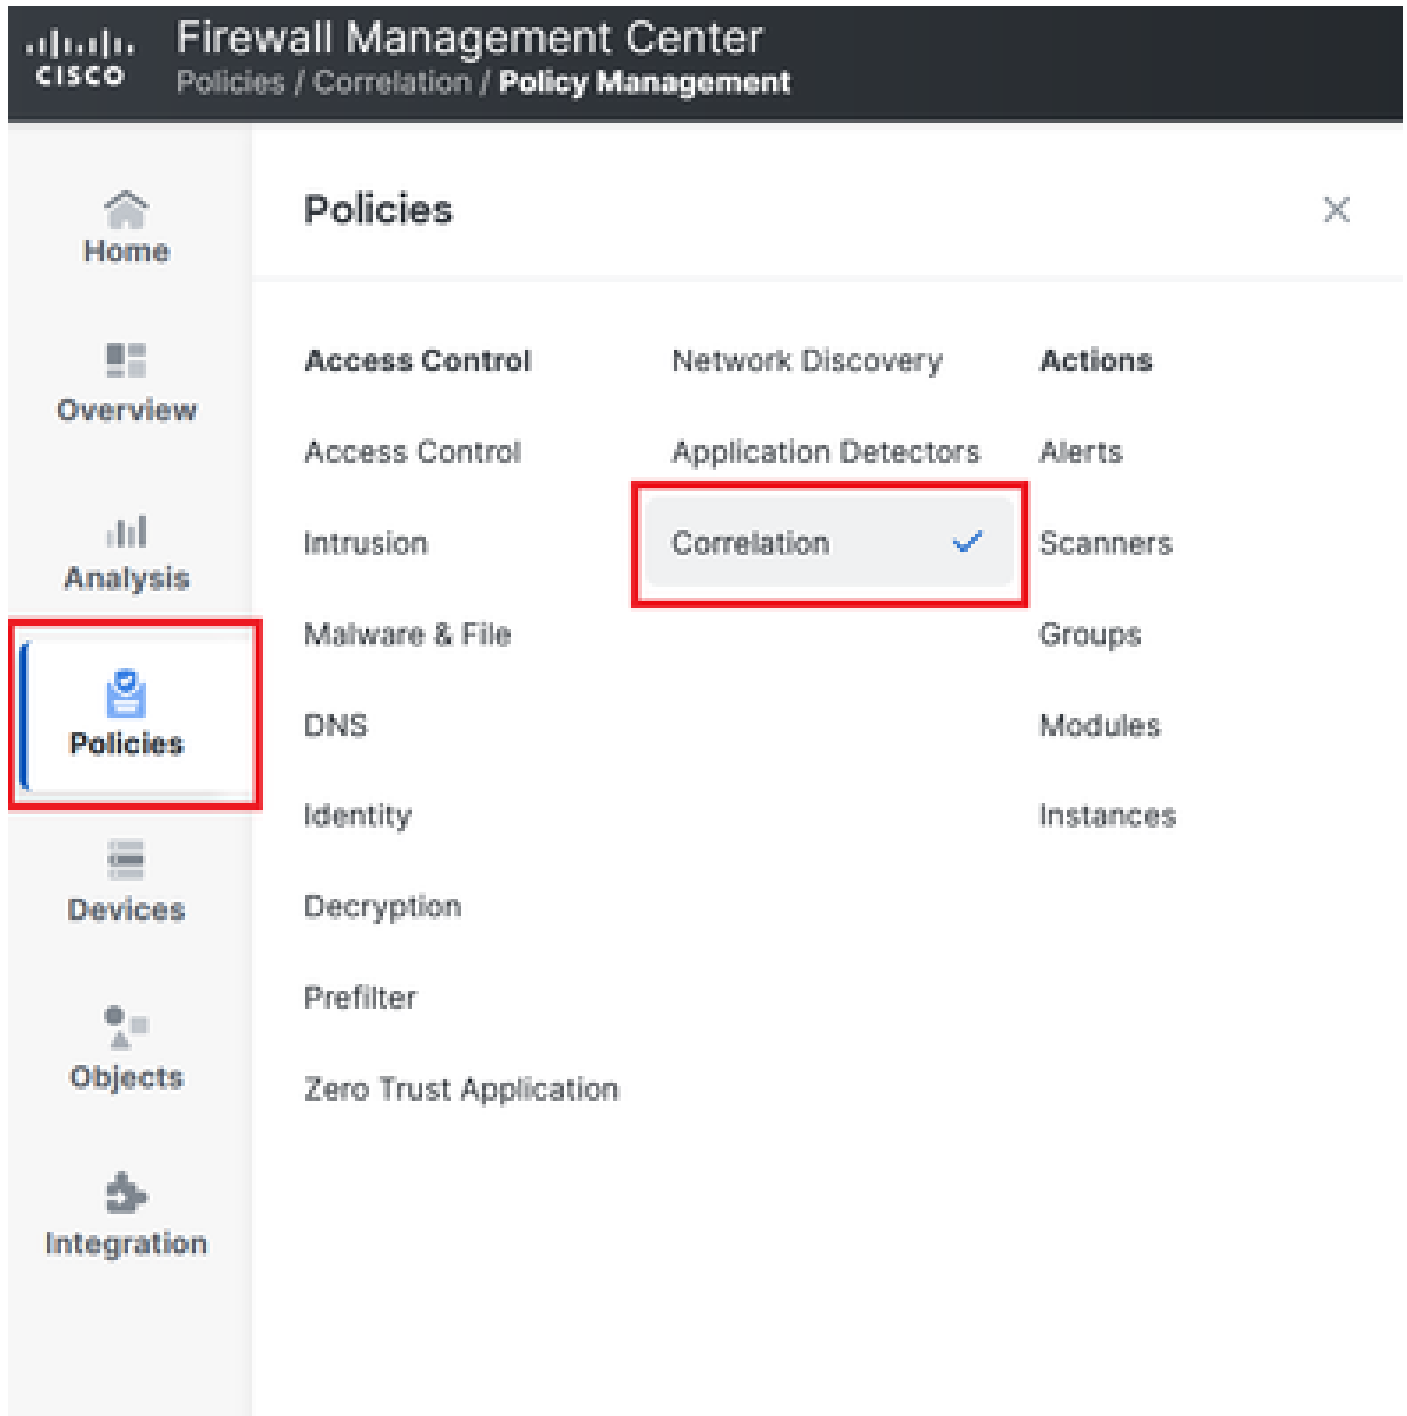 Firewall Management Center
CISCO
Policies / Correlation / Policy Management
Home
Overview
Analysis
Policies
Devices
Objects
Integration
Policies
Access Control
Access Control
Intrusion
Malware & File
DNS
Identity
Decryption
Prefilter
Zero Trust Application
Network Discovery
Application Detectors
Correlation
Actions
Alerts
Scanners
Groups
Modules
Instances